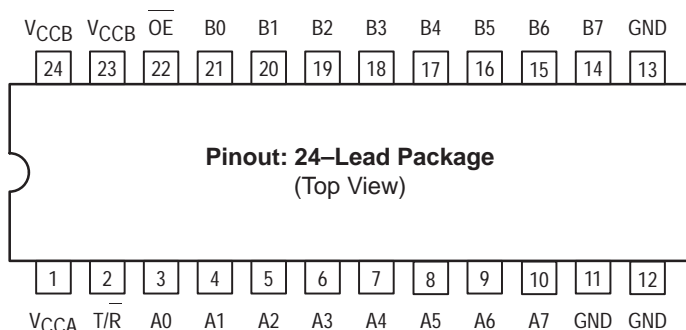 VCCB VCCB OE B0 B1 B2 B3 B4 B5 B6 B7 GND
24 23 22 21 20 19 18 17 16 15 14 13
Pinout: 24–Lead Package
(Top View)
1 2 3 4 5 6 7 8 9 10 11 12
VCCA T/R A0 A1 A2 A3 A4 A5 A6 A7 GND GND